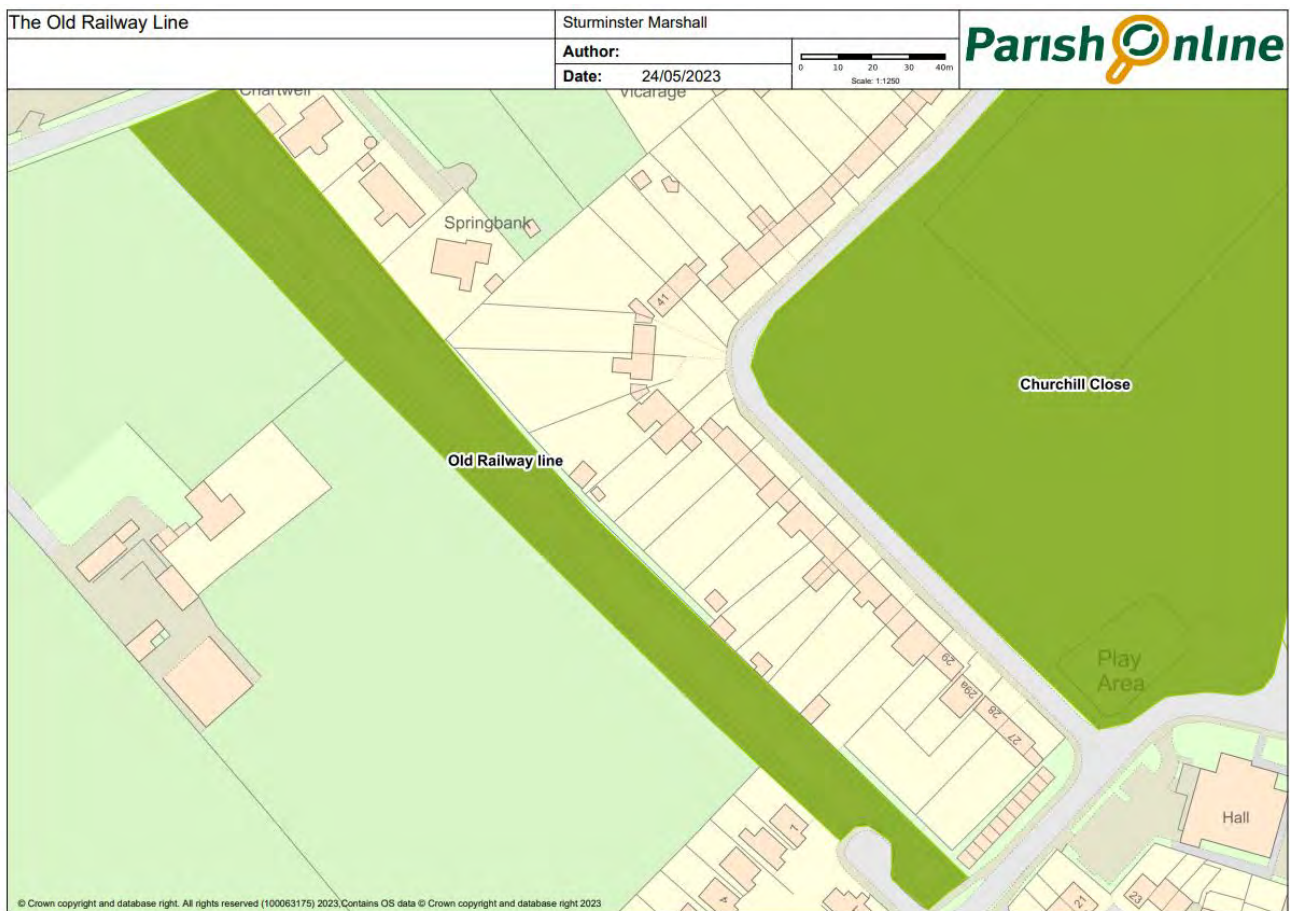 The Old Railway Line
Sturminster Marshall
Author:
Date: 24/05/2023
0 10 20 30 40m
Scale: 1:1250
Parish Online
Chartwell
Vicarage
Springbank
41
Churchill Close
Old Railway line
Play
Area
29
29a
28
27
Hall
1
4
21
23
© Crown copyright and database right. All rights reserved (100063175) 2023,Contains OS data © Crown copyright and database right 2023